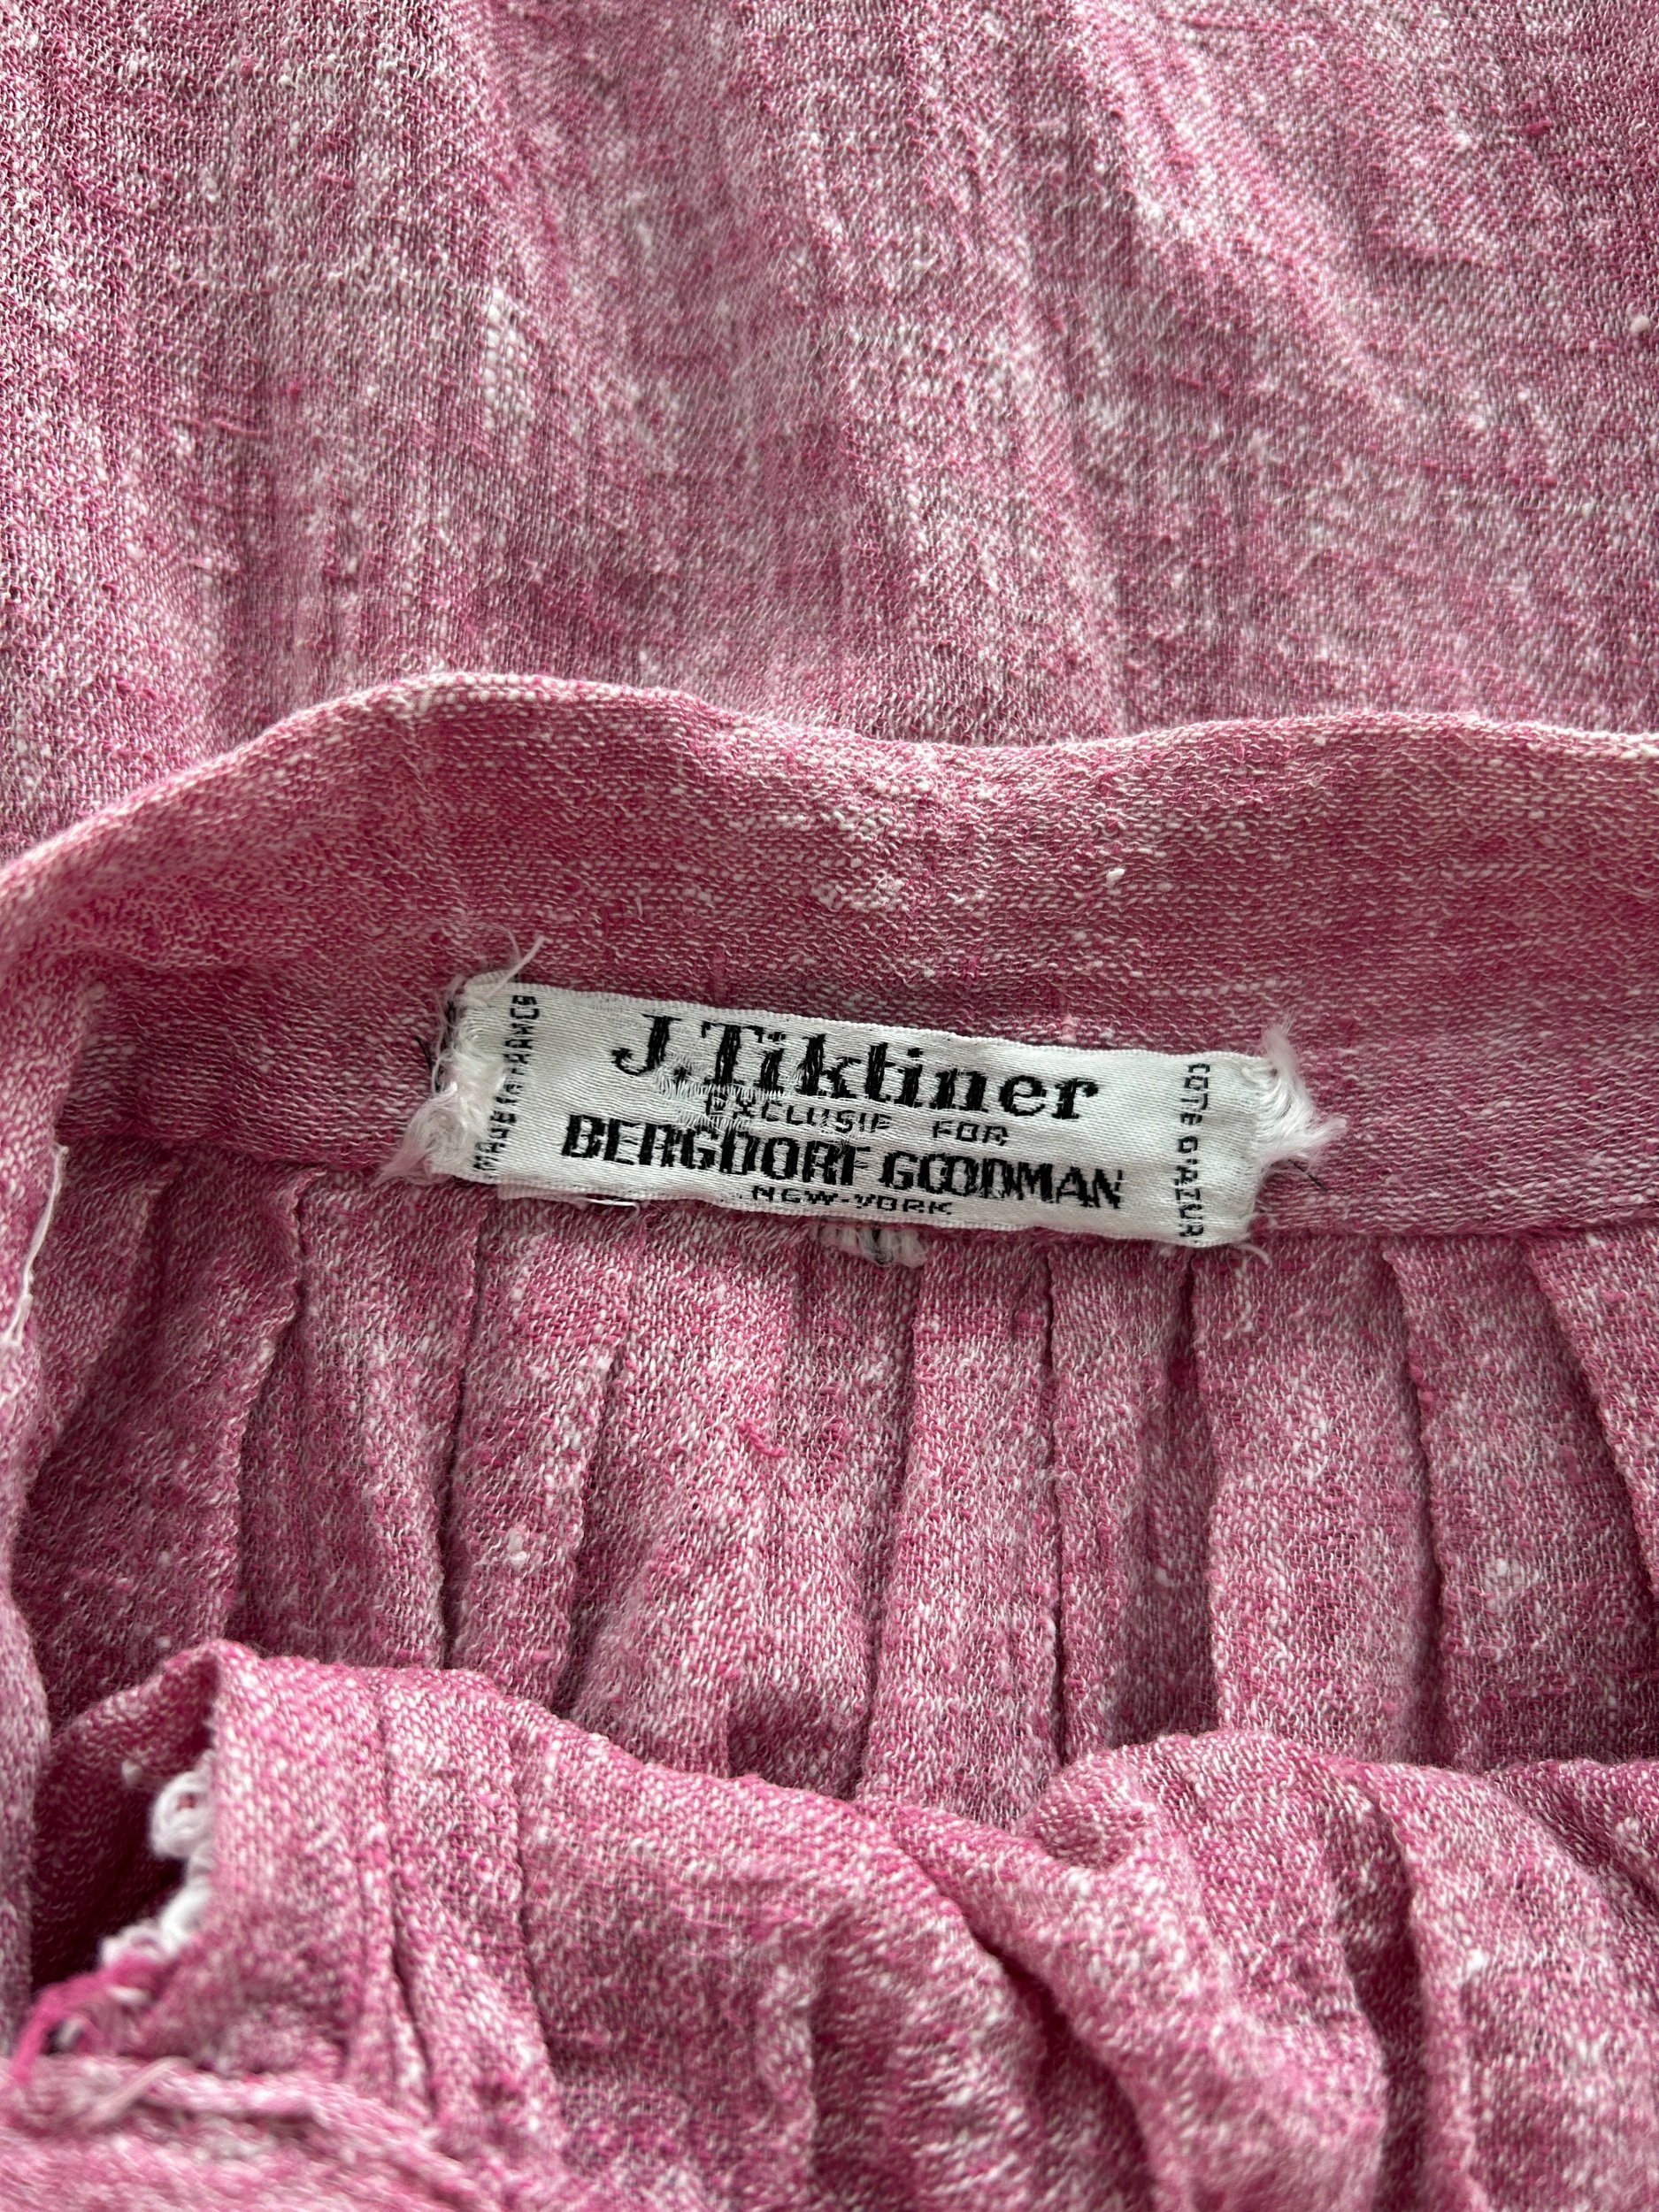 MADE IN FRANCE
J.Tiktiner
EXCLUSIF FOR
BERGDORF GOODMAN
NEW-YORK
COTE D'AZUR